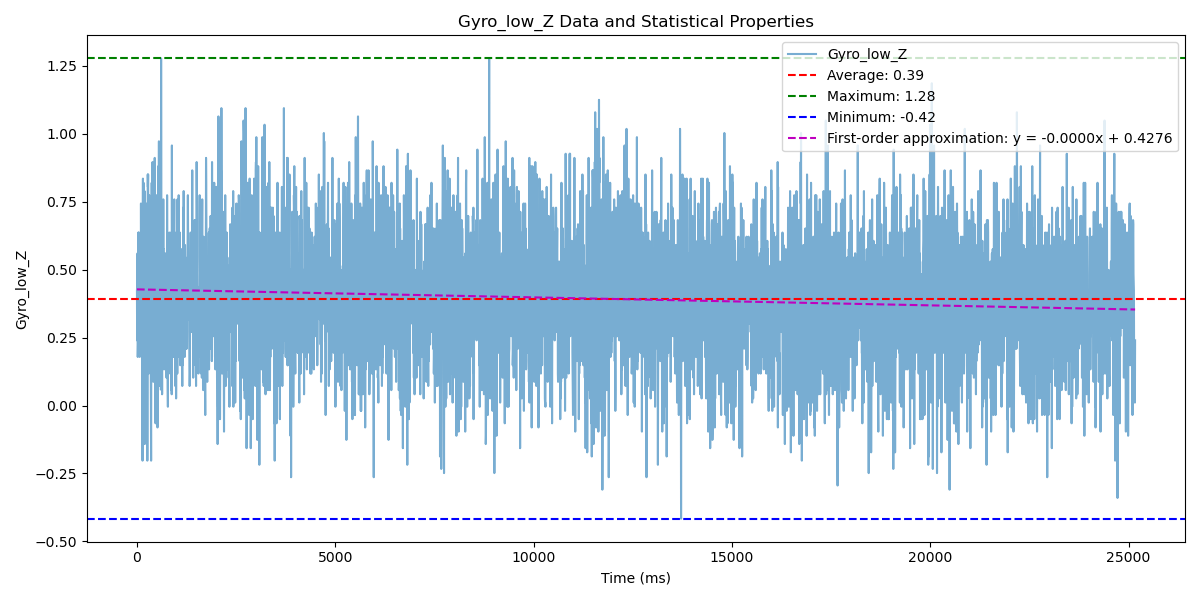 Gyro_low_Z Data and Statistical Properties
Gyro_low_Z
Average: 0.39
Maximum: 1.28
Minimum: -0.42
First-order approximation: y = -0.0000x + 0.4276
1.25
1.00
0.75
0.50
0.25
0.00
−0.25
−0.50
Gyro_low_Z
0 5000 10000 15000 20000 25000
Time (ms)